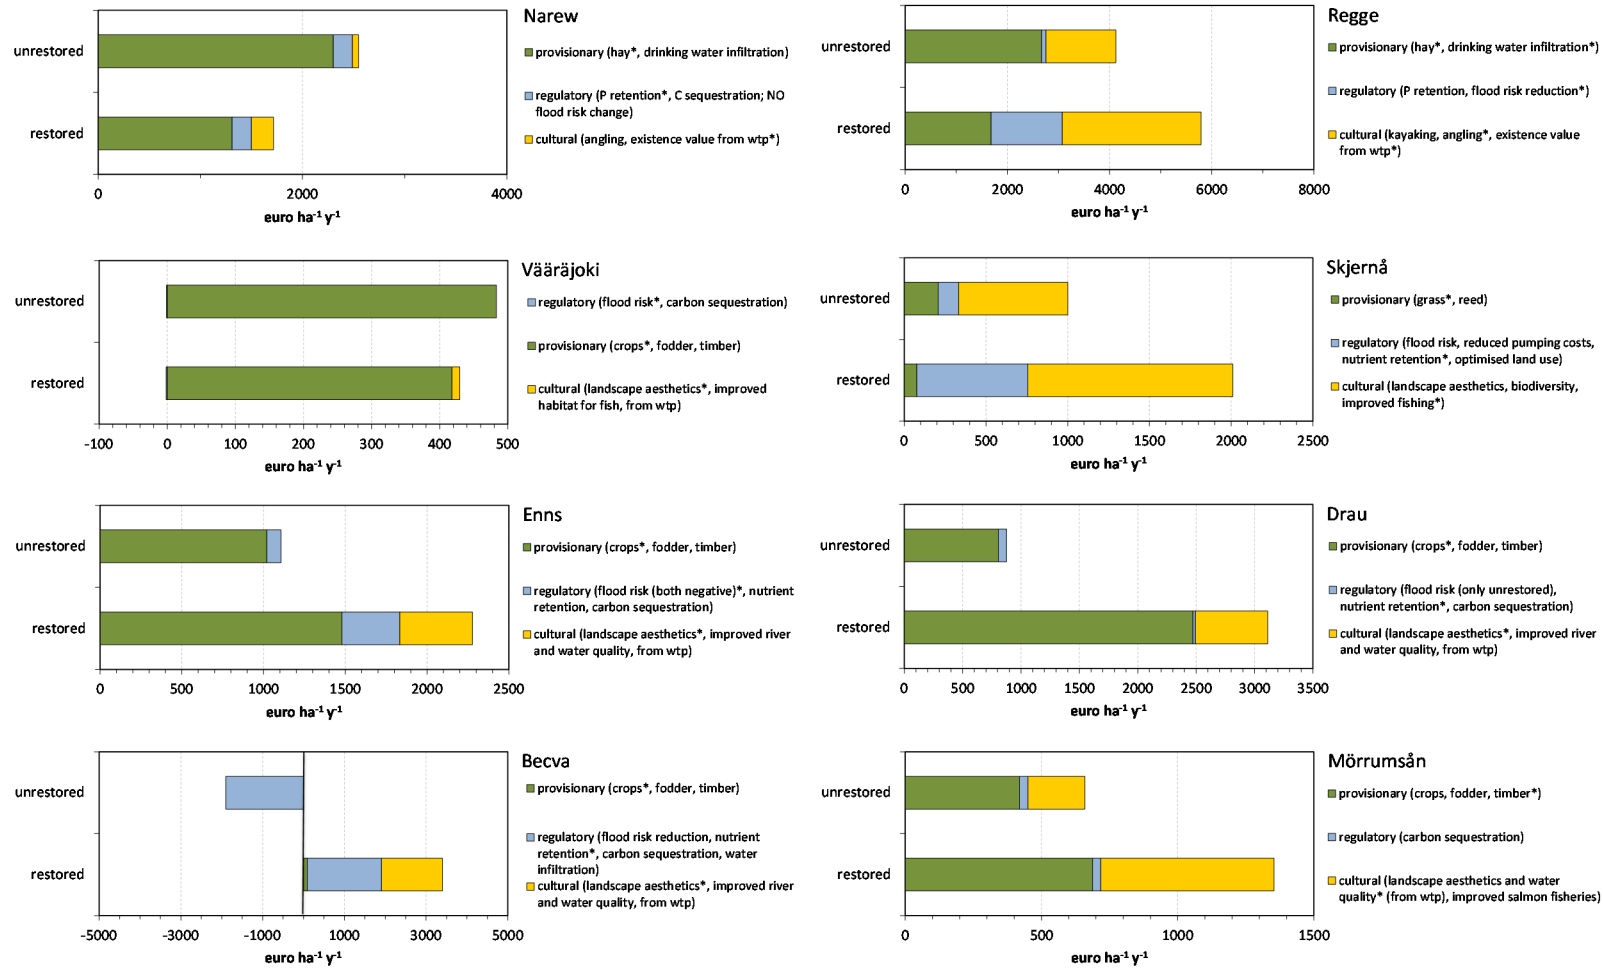 Narew
unrestored
restored
provisionary (hay*, drinking water infiltration)
regulatory (P retention*, C sequestration; NO
flood risk change)
cultural (angling, existence value from wtp*)
0 2000 4000
euro ha-1 y-1
Regge
unrestored
restored
provisionary (hay*, drinking water infiltration*)
regulatory (P retention, flood risk reduction*)
cultural (kayaking, angling*, existence value
from wtp*)
0 2000 4000 6000 8000
euro ha-1 y-1
Vääräjoki
unrestored
restored
regulatory (flood risk*, carbon sequestration)
provisionary (crops*, fodder, timber)
cultural (landscape aesthetics*, improved
habitat for fish, from wtp)
-100 0 100 200 300 400 500
euro ha-1 y-1
Skjernå
unrestored
restored
provisionary (grass*, reed)
regulatory (flood risk, reduced pumping costs,
nutrient retention*, optimised land use)
cultural (landscape aesthetics, biodiversity,
improved fishing*)
0 500 1000 1500 2000 2500
euro ha-1 y-1
Enns
unrestored
restored
provisionary (crops*, fodder, timber)
regulatory (flood risk (both negative)*, nutrient
retention, carbon sequestration)
cultural (landscape aesthetics*, improved river
and water quality, from wtp)
0 500 1000 1500 2000 2500
euro ha-1 y-1
Drau
unrestored
restored
provisionary (crops*, fodder, timber)
regulatory (flood risk (only unrestored),
nutrient retention*, carbon sequestration)
cultural (landscape aesthetics*, improved river
and water quality, from wtp)
0 500 1000 1500 2000 2500 3000 3500
euro ha-1 y-1
Becva
unrestored
restored
provisionary (crops*, fodder, timber)
regulatory (flood risk reduction, nutrient
retention*, carbon sequestration, water
infiltration)
cultural (landscape aesthetics*, improved river
and water quality, from wtp)
-5000 -3000 -1000 1000 3000 5000
euro ha-1 y-1
Mörrumsån
unrestored
restored
provisionary (crops, fodder, timber*)
regulatory (carbon sequestration)
cultural (landscape aesthetics and water
quality* (from wtp), improved salmon fisheries)
0 500 1000 1500
euro ha-1 y-1